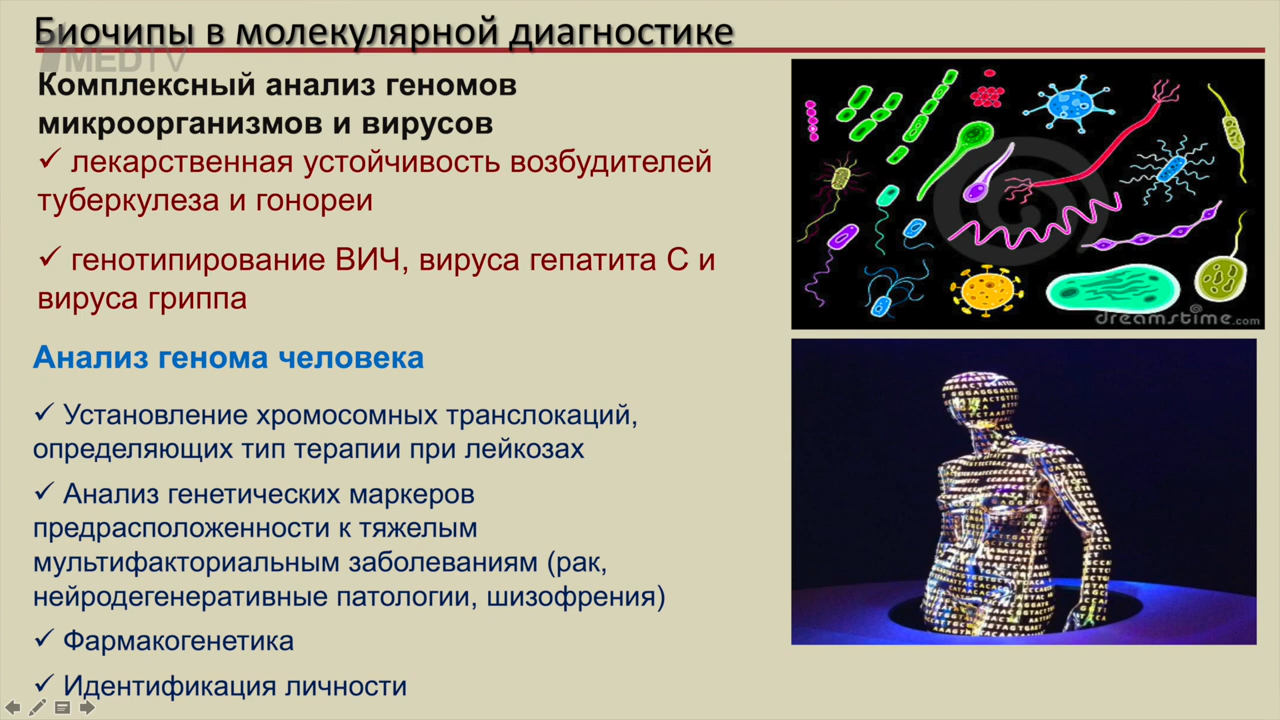 Биочипы в молекулярной диагностике
1MEDTV
Комплексный анализ геномов
микроорганизмов и вирусов
✓ лекарственная устойчивость возбудителей
туберкулеза и гонореи
✓ генотипирование ВИЧ, вируса гепатита С и
вируса гриппа
dreamstime.com
Анализ генома человека
✓ Установление хромосомных транслокаций,
определяющих тип терапии при лейкозах
✓ Анализ генетических маркеров
предрасположенности к тяжелым
мультифакториальным заболеваниям (рак,
нейродегенеративные патологии, шизофрения)
✓ Фармакогенетика
✓ Идентификация личности